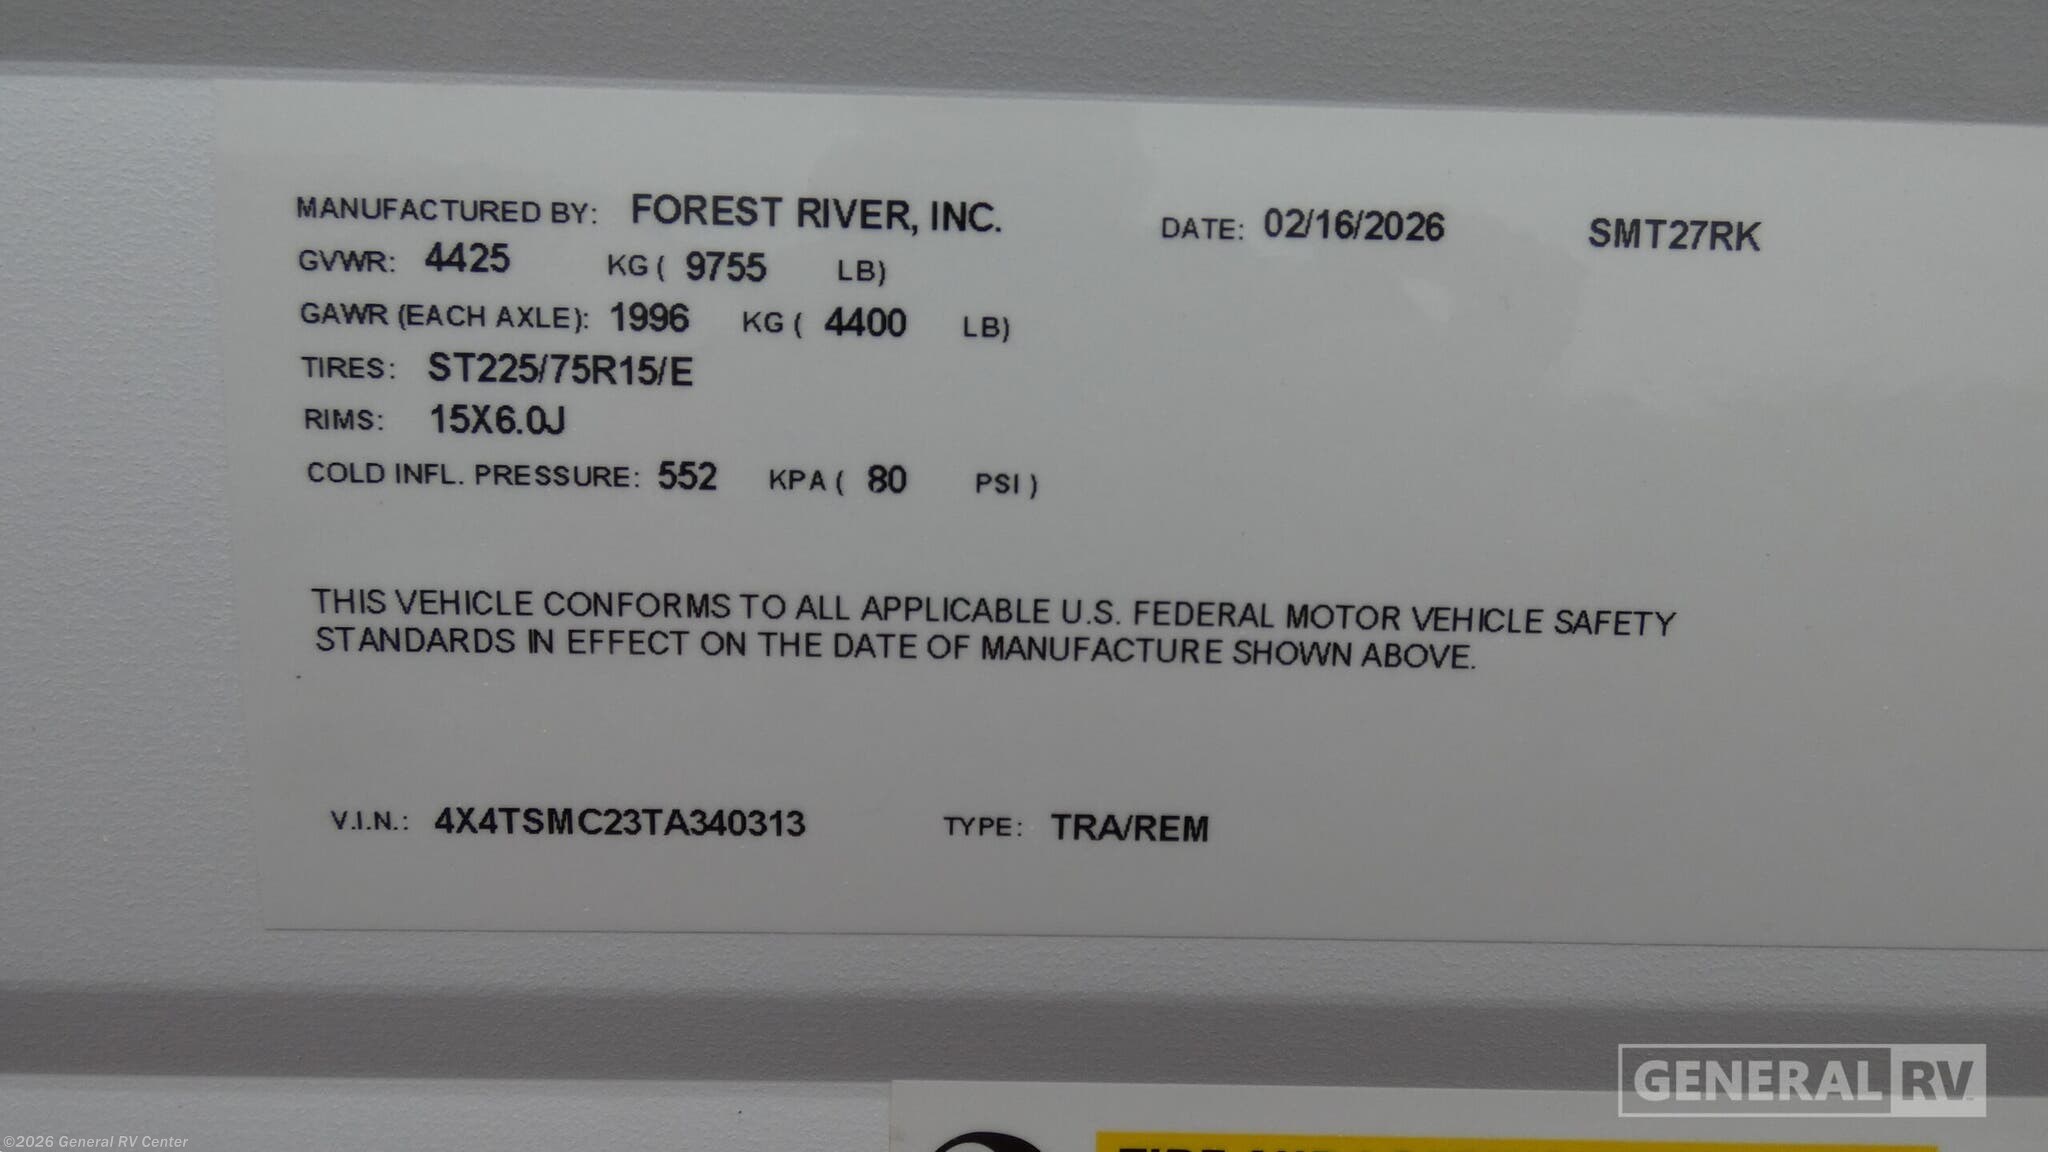 MANUFACTURED BY: FOREST RIVER, INC. DATE: 02/16/2026 SMT27RK
GVWR: 4425 KG ( 9755 LB)
GAWR (EACH AXLE): 1996 KG ( 4400 LB)
TIRES: ST225/75R15/E
RIMS: 15X6.0J
COLD INFL. PRESSURE: 552 KPA ( 80 PSI )
THIS VEHICLE CONFORMS TO ALL APPLICABLE U.S. FEDERAL MOTOR VEHICLE SAFETY
STANDARDS IN EFFECT ON THE DATE OF MANUFACTURE SHOWN ABOVE.
V.I.N.: 4X4TSMC23TA340313 TYPE: TRA/REM
GENERAL RV
©2026 General RV Center